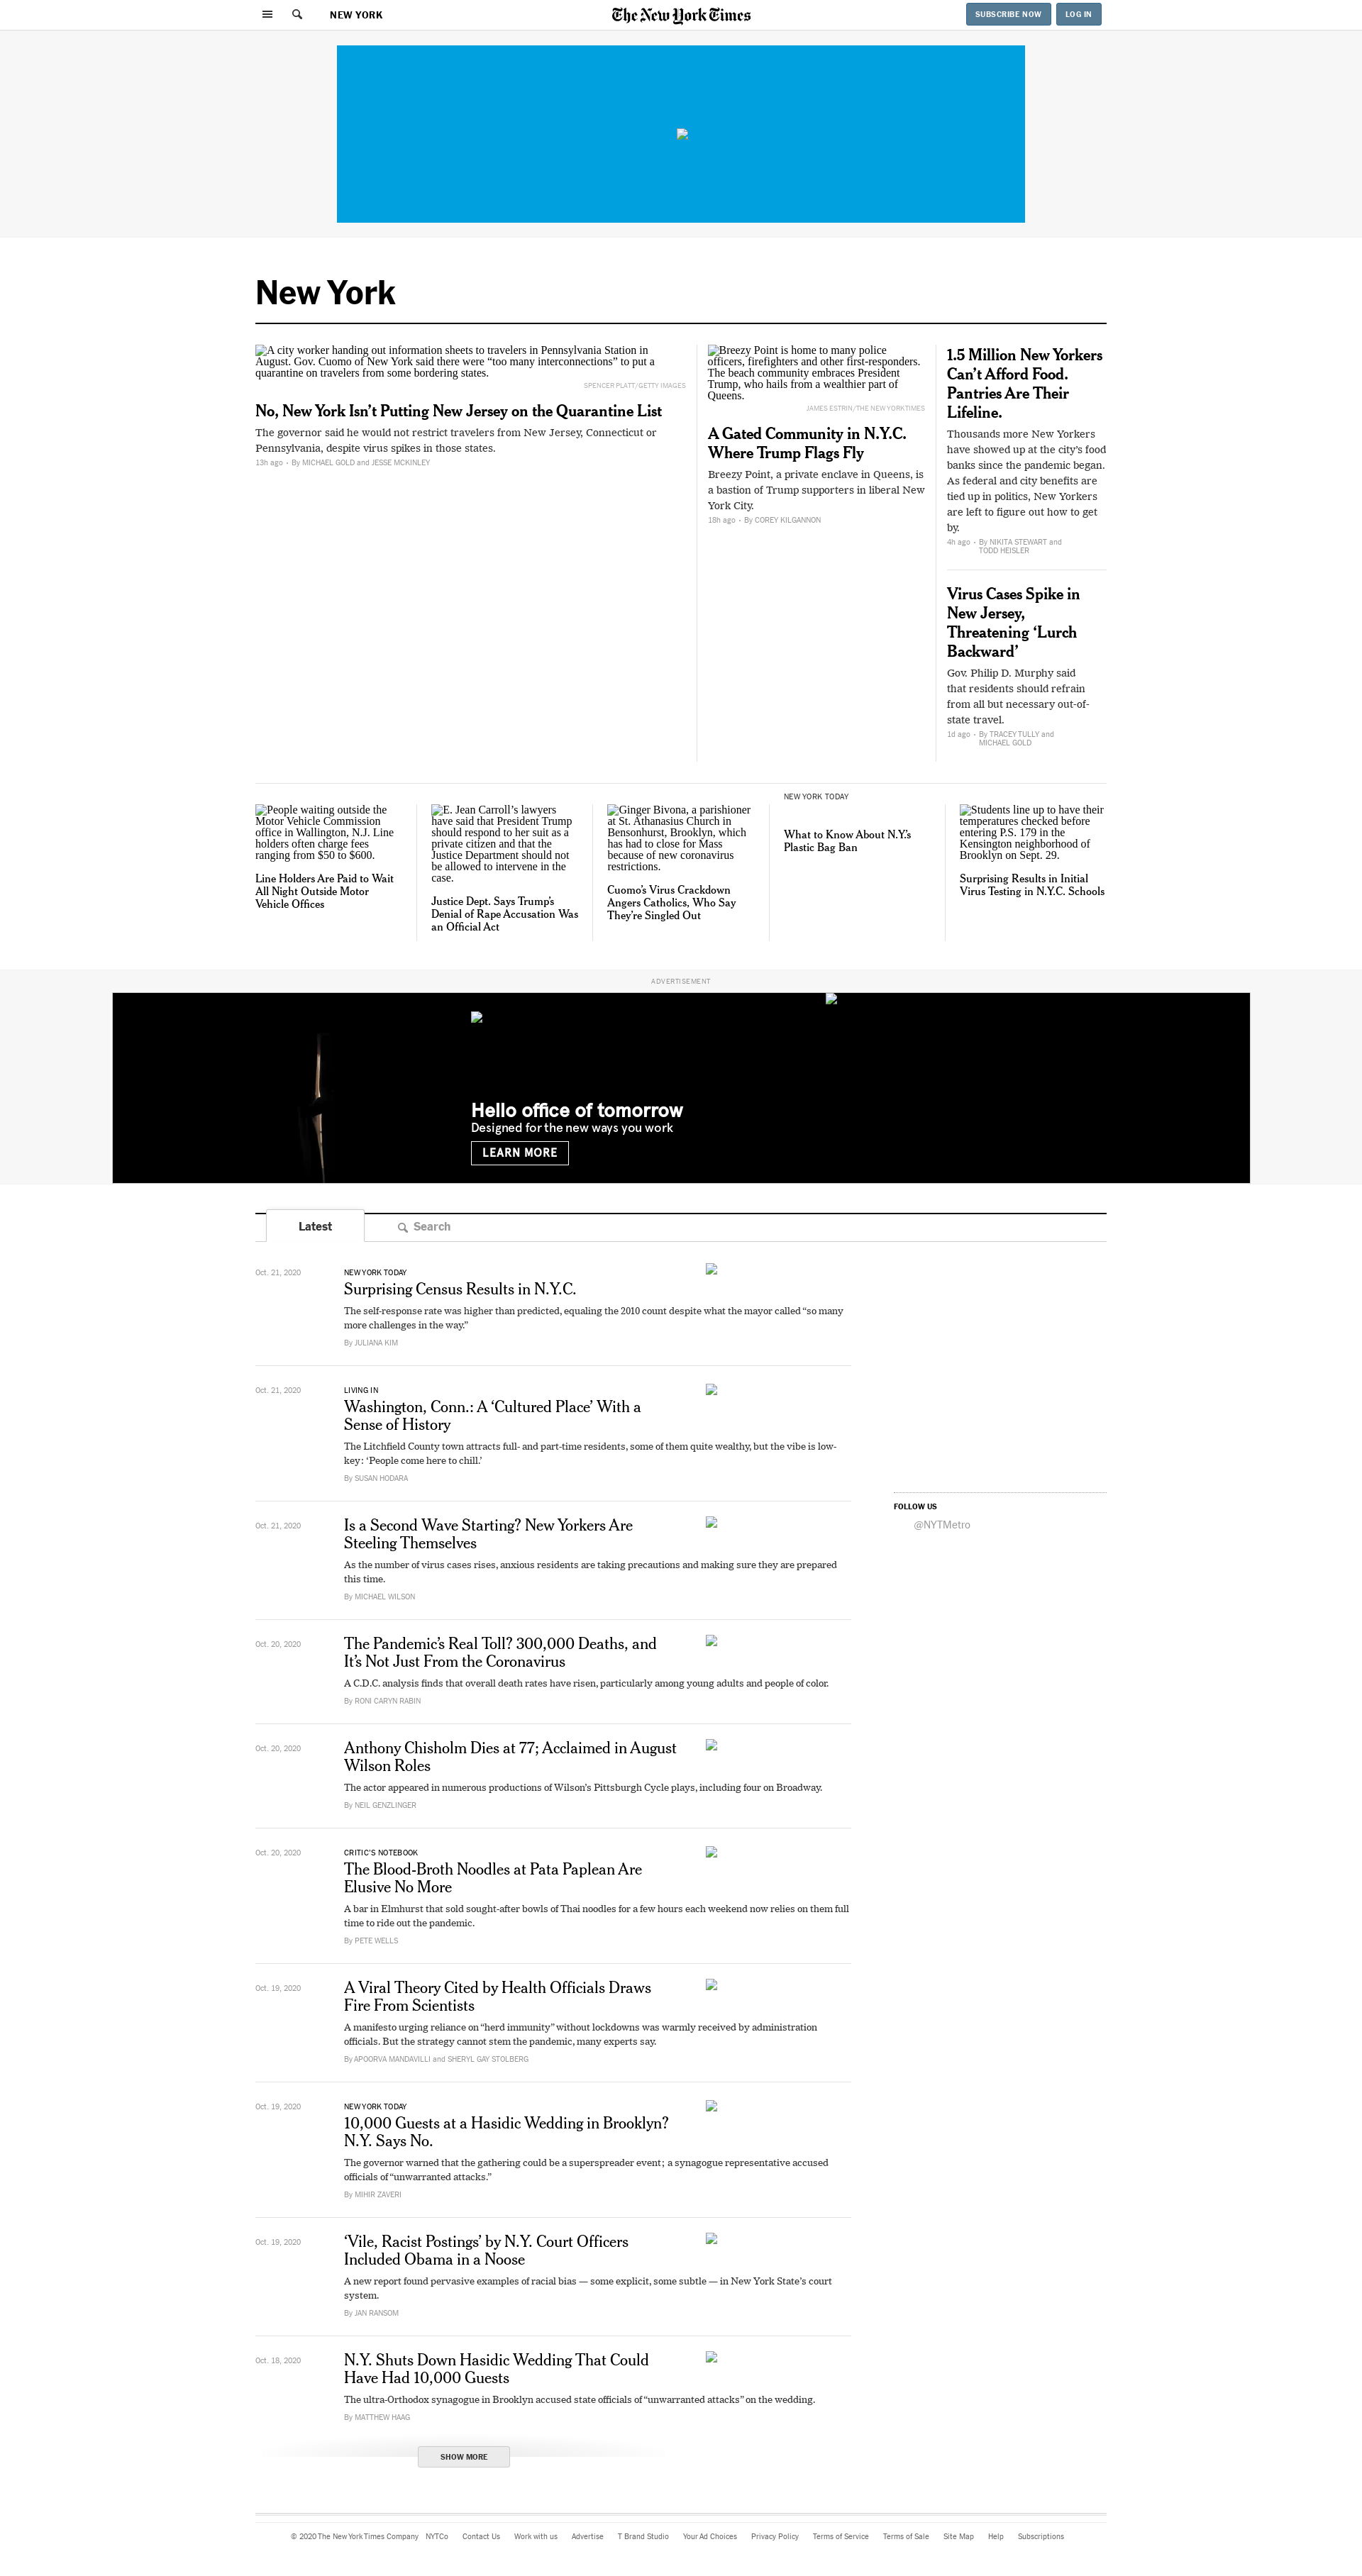 NEW YORK
The New York Times
SUBSCRIBE NOW
LOG IN
New York
A city worker handing out information sheets to travelers in Pennsylvania Station in
August. Gov. Cuomo of New York said there were “too many interconnections” to put a
quarantine on travelers from some bordering states.
SPENCER PLATT/GETTY IMAGES
No, New York Isn’t Putting New Jersey on the Quarantine List
The governor said he would not restrict travelers from New Jersey, Connecticut or
Pennsylvania, despite virus spikes in those states.
13h ago • By MICHAEL GOLD and JESSE MCKINLEY
Breezy Point is home to many police
officers, firefighters and other first-responders.
The beach community embraces President
Trump, who hails from a wealthier part of
Queens.
JAMES ESTRIN/THE NEW YORK TIMES
A Gated Community in N.Y.C.
Where Trump Flags Fly
Breezy Point, a private enclave in Queens, is
a bastion of Trump supporters in liberal New
York City.
18h ago • By COREY KILGANNON
1.5 Million New Yorkers
Can’t Afford Food.
Pantries Are Their
Lifeline.
Thousands more New Yorkers
have showed up at the city’s food
banks since the pandemic began.
As federal and city benefits are
tied up in politics, New Yorkers
are left to figure out how to get
by.
4h ago • By NIKITA STEWART and
TODD HEISLER
Virus Cases Spike in
New Jersey,
Threatening ‘Lurch
Backward’
Gov. Philip D. Murphy said
that residents should refrain
from all but necessary out-of-
state travel.
1d ago • By TRACEY TULLY and
MICHAEL GOLD
People waiting outside the
Motor Vehicle Commission
office in Wallington, N.J. Line
holders often charge fees
ranging from $50 to $600.
Line Holders Are Paid to Wait
All Night Outside Motor
Vehicle Offices
E. Jean Carroll’s lawyers
have said that President Trump
should respond to her suit as a
private citizen and that the
Justice Department should not
be allowed to intervene in the
case.
Justice Dept. Says Trump’s
Denial of Rape Accusation Was
an Official Act
Ginger Bivona, a parishioner
at St. Athanasius Church in
Bensonhurst, Brooklyn, which
has had to close for Mass
because of new coronavirus
restrictions.
Cuomo’s Virus Crackdown
Angers Catholics, Who Say
They’re Singled Out
NEW YORK TODAY
What to Know About N.Y.’s
Plastic Bag Ban
Students line up to have their
temperatures checked before
entering P.S. 179 in the
Kensington neighborhood of
Brooklyn on Sept. 29.
Surprising Results in Initial
Virus Testing in N.Y.C. Schools
ADVERTISEMENT
Hello office of tomorrow
Designed for the new ways you work
LEARN MORE
Latest
Search
Oct. 21, 2020
NEW YORK TODAY
Surprising Census Results in N.Y.C.
The self-response rate was higher than predicted, equaling the 2010 count despite what the mayor called “so many
more challenges in the way.”
By JULIANA KIM
Oct. 21, 2020
LIVING IN
Washington, Conn.: A ‘Cultured Place’ With a
Sense of History
The Litchfield County town attracts full- and part-time residents, some of them quite wealthy, but the vibe is low-
key: ‘People come here to chill.’
By SUSAN HODARA
FOLLOW US
@NYTMetro
Oct. 21, 2020
Is a Second Wave Starting? New Yorkers Are
Steeling Themselves
As the number of virus cases rises, anxious residents are taking precautions and making sure they are prepared
this time.
By MICHAEL WILSON
Oct. 20, 2020
The Pandemic’s Real Toll? 300,000 Deaths, and
It’s Not Just From the Coronavirus
A C.D.C. analysis finds that overall death rates have risen, particularly among young adults and people of color.
By RONI CARYN RABIN
Oct. 20, 2020
Anthony Chisholm Dies at 77; Acclaimed in August
Wilson Roles
The actor appeared in numerous productions of Wilson’s Pittsburgh Cycle plays, including four on Broadway.
By NEIL GENZLINGER
Oct. 20, 2020
CRITIC’S NOTEBOOK
The Blood-Broth Noodles at Pata Paplean Are
Elusive No More
A bar in Elmhurst that sold sought-after bowls of Thai noodles for a few hours each weekend now relies on them full
time to ride out the pandemic.
By PETE WELLS
Oct. 19, 2020
A Viral Theory Cited by Health Officials Draws
Fire From Scientists
A manifesto urging reliance on “herd immunity” without lockdowns was warmly received by administration
officials. But the strategy cannot stem the pandemic, many experts say.
By APOORVA MANDAVILLI and SHERYL GAY STOLBERG
Oct. 19, 2020
NEW YORK TODAY
10,000 Guests at a Hasidic Wedding in Brooklyn?
N.Y. Says No.
The governor warned that the gathering could be a superspreader event; a synagogue representative accused
officials of “unwarranted attacks.”
By MIHIR ZAVERI
Oct. 19, 2020
‘Vile, Racist Postings’ by N.Y. Court Officers
Included Obama in a Noose
A new report found pervasive examples of racial bias — some explicit, some subtle — in New York State’s court
system.
By JAN RANSOM
Oct. 18, 2020
N.Y. Shuts Down Hasidic Wedding That Could
Have Had 10,000 Guests
The ultra-Orthodox synagogue in Brooklyn accused state officials of “unwarranted attacks” on the wedding.
By MATTHEW HAAG
SHOW MORE
© 2020 The New York Times Company NYTCo Contact Us Work with us Advertise T Brand Studio Your Ad Choices Privacy Policy Terms of Service Terms of Sale Site Map Help Subscriptions